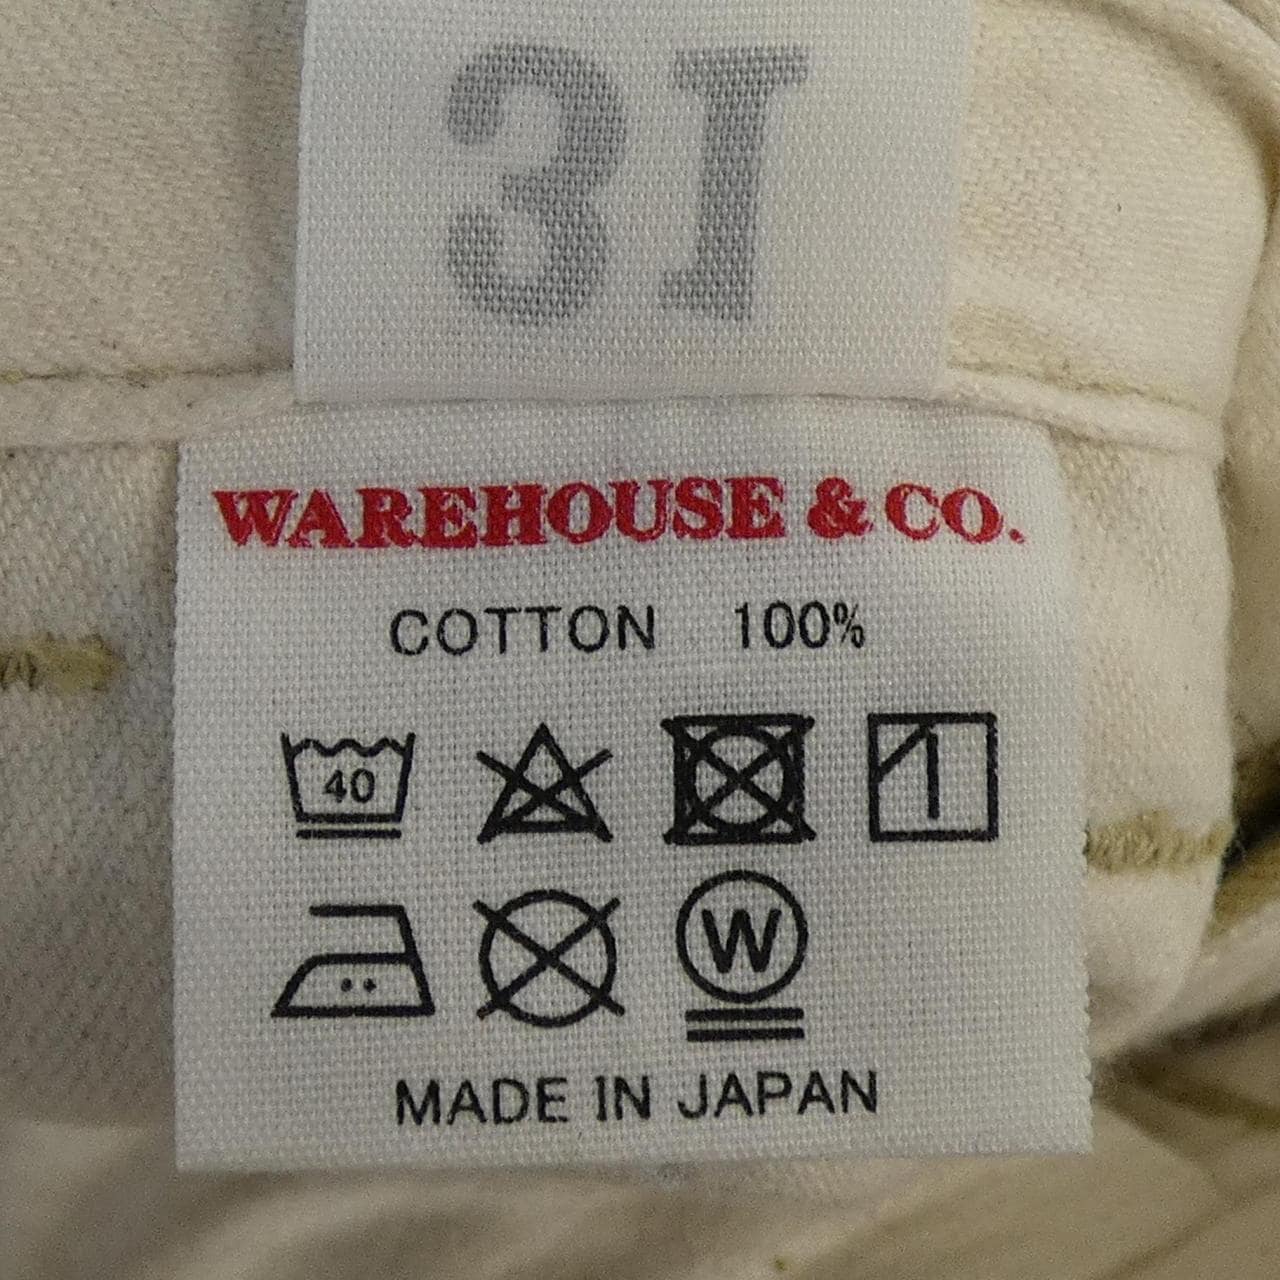 31
WAREHOUSE & CO.
COTTON 100%
40
W
MADE IN JAPAN